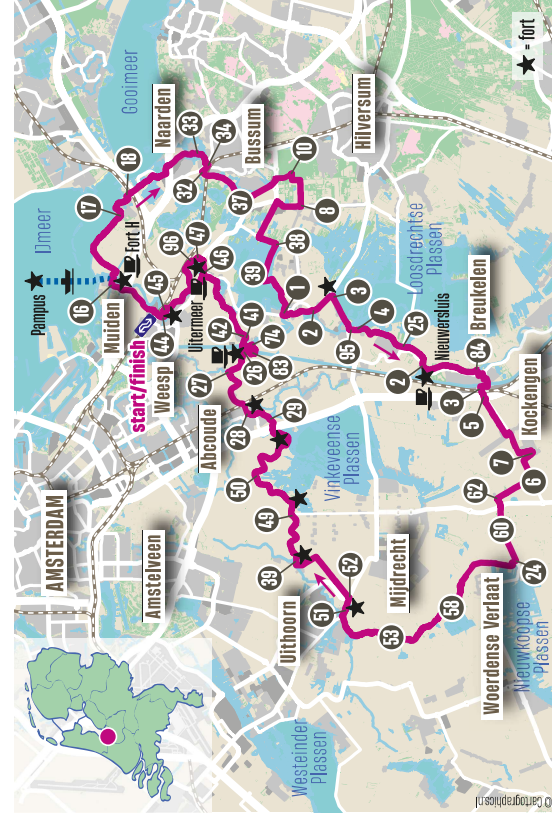 = fort
Gooimeer
IJmeer
Pampus
Naarden
18
17
33
34
32
Bussum
Hilversum
10
Fort H
16
Muiden
37
8
96
47
46
45
44
38
39
start/finish
Weesp
Uitermeer
1
2
3
Loosdrechtse
Plassen
4
41
42
74
27
26
83
95
25
Nieuwersluis
2
Breukelen
84
3
5
Abcoude
28
29
Kockengen
7
6
50
Vinkeveense
Plassen
62
49
60
AMSTERDAM
Amstelveen
39
52
51
Uithoorn
Mijdrecht
53
58
24
Woerdense Verlaat
Nieuwkoopse
Plassen
Westeinder
Plassen
© Cartographics.nl